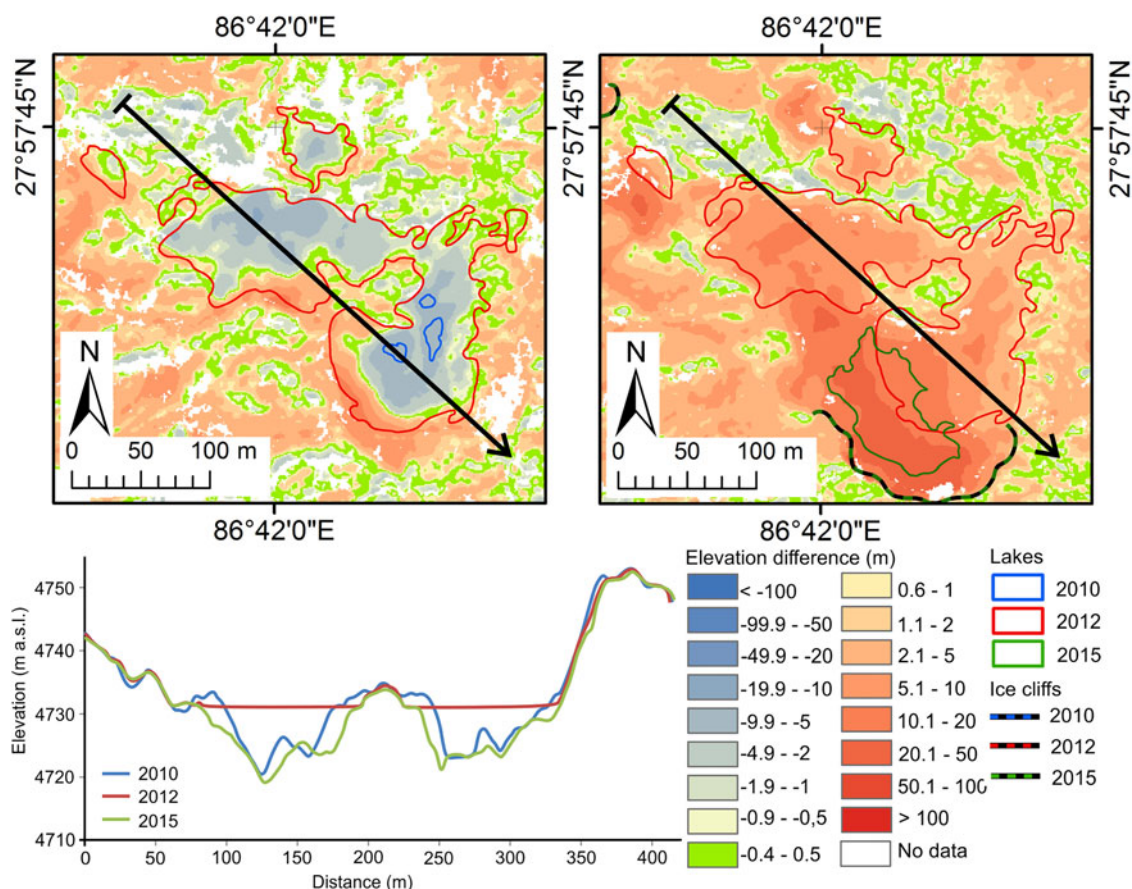 86°42'0"E
86°42'0"E
27°57'45"N
27°57'45"N
27°57'45"N
27°57'45"N
N
0 50 100 m
N
0 50 100 m
86°42'0"E
86°42'0"E
Elevation (m a.s.l.)
4750
4740
4730
4720
4710
2010
2012
2015
0 50 100 150 200 250 300 350 400
Distance (m)
Elevation difference (m)
< -100
-99.9 - -50
-49.9 - -20
-19.9 - -10
-9.9 - -5
-4.9 - -2
-1.9 - -1
-0.9 - -0,5
-0.4 - 0.5
0.6 - 1
1.1 - 2
2.1 - 5
5.1 - 10
10.1 - 20
20.1 - 50
50.1 - 100
> 100
No data
Lakes
2010
2012
2015
Ice cliffs
2010
2012
2015